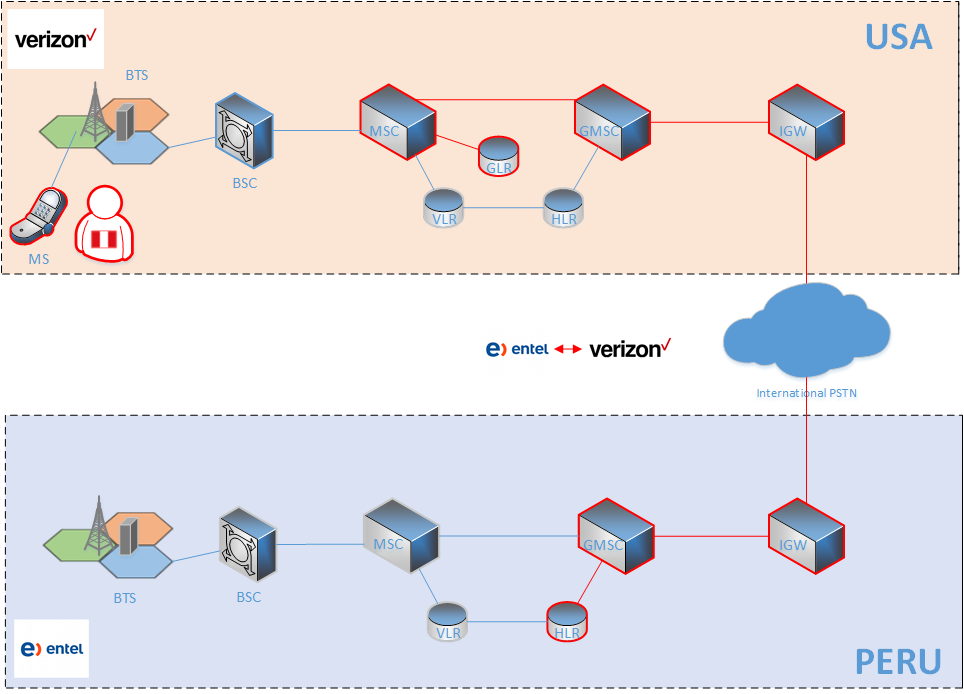 verizon
USA
BTS
MSC
GMSC
IGW
GLR
BSC
VLR
HLR
MS
entel
verizon
International PSTN
MSC
GMSC
IGW
BTS
BSC
VLR
HLR
entel
PERU